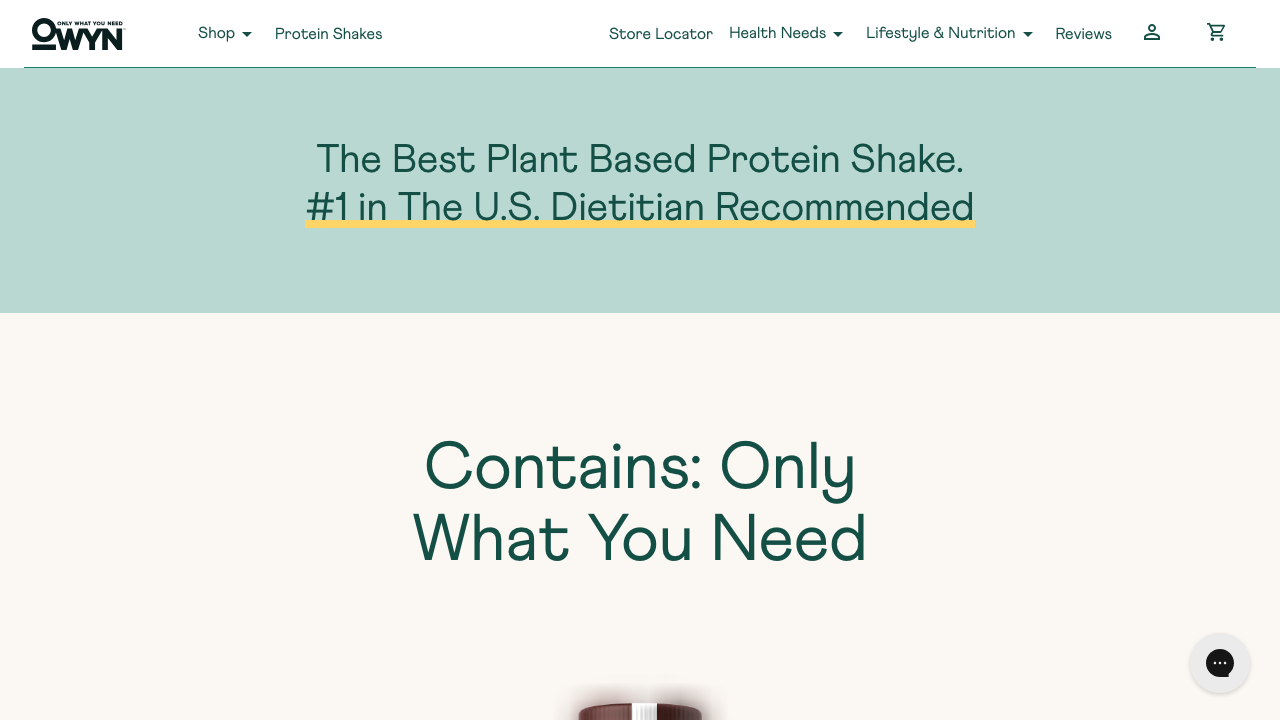 ONLY WHAT YOU NEED
OWYN
Shop
Protein Shakes
Store Locator
Health Needs
Lifestyle & Nutrition
Reviews
The Best Plant Based Protein Shake.
#1 in The U.S. Dietitian Recommended
Contains: Only
What You Need